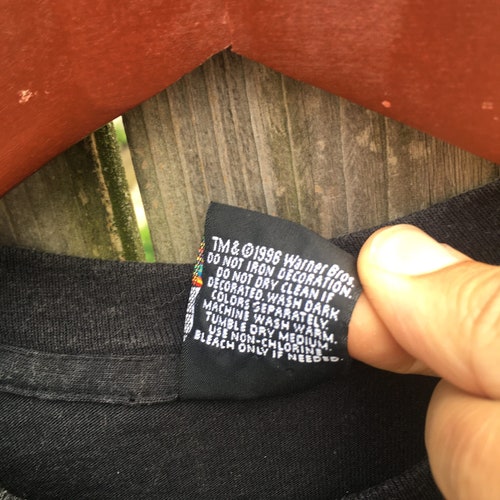 TM & ©1996 Warner Bros.
DO NOT IRON DECORATION.
DO NOT DRY CLEAN IF
DECORATED. WASH DARK
COLORS SEPARATELY.
MACHINE WASH WARM.
TUMBLE DRY MEDIUM.
USE NON-CHLORINE
BLEACH ONLY IF NEEDED.